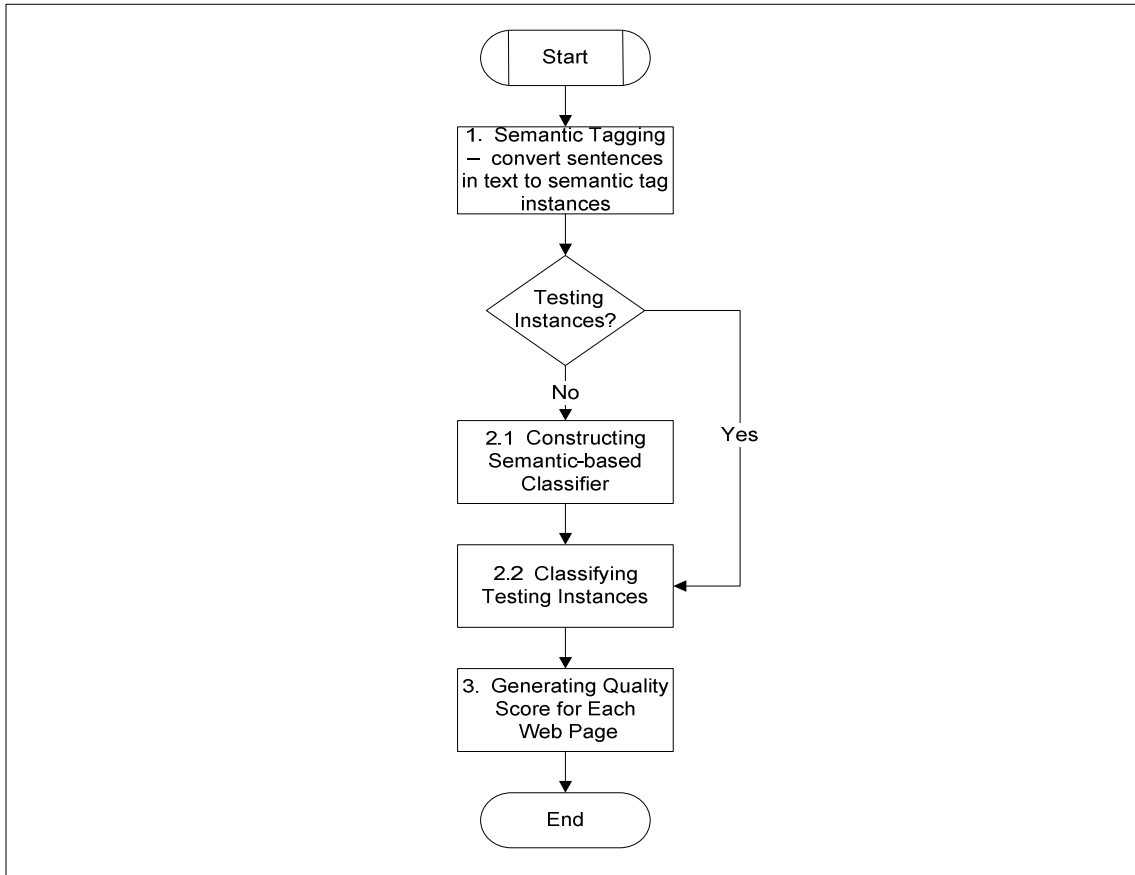 Start
1. Semantic Tagging
– convert sentences
in text to semantic tag
instances
Testing
Instances?
No
Yes
2.1 Constructing
Semantic-based
Classifier
2.2 Classifying
Testing Instances
3. Generating Quality
Score for Each
Web Page
End